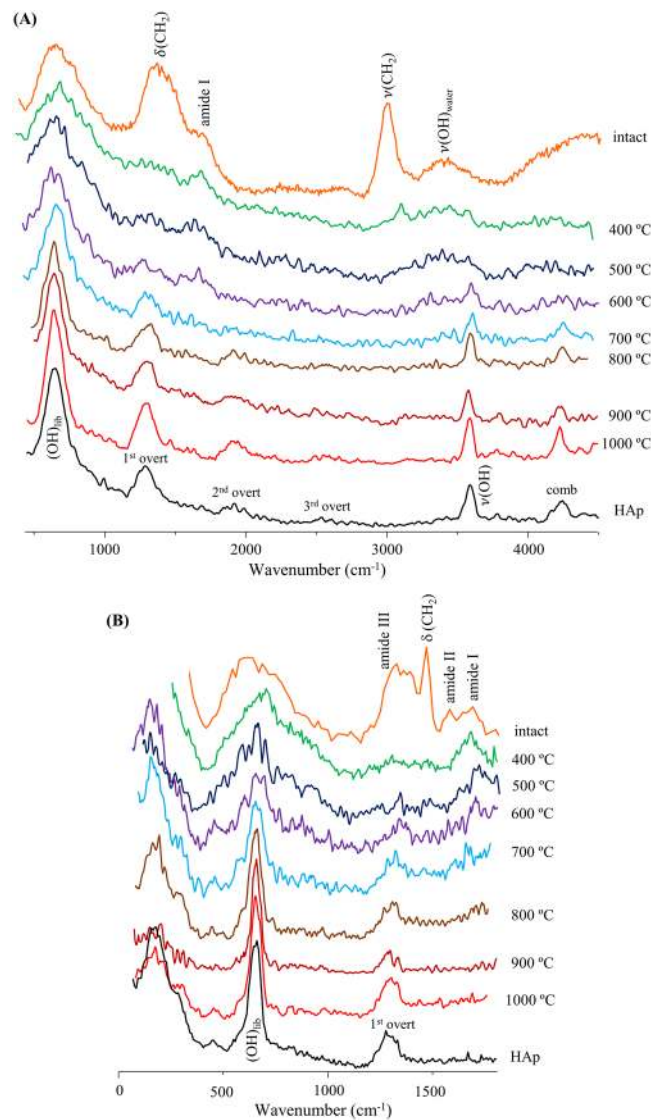 (A)
δ(CH₂)
amide I
ν(CH₂)
ν(OH)water
intact
400 ºC
500 ºC
600 ºC
700 ºC
800 ºC
900 ºC
1000 ºC
(OH)lib
1st overt
2nd overt
3rd overt
ν(OH)
comb
HAp
1000 2000 3000 4000
Wavenumber (cm-1)
(B)
amide III
δ (CH₂)
amide II
amide I
intact
400 ºC
500 ºC
600 ºC
700 ºC
800 ºC
900 ºC
1000 ºC
(OH)lib
1st overt
HAp
0 500 1000 1500
Wavenumber (cm-1)